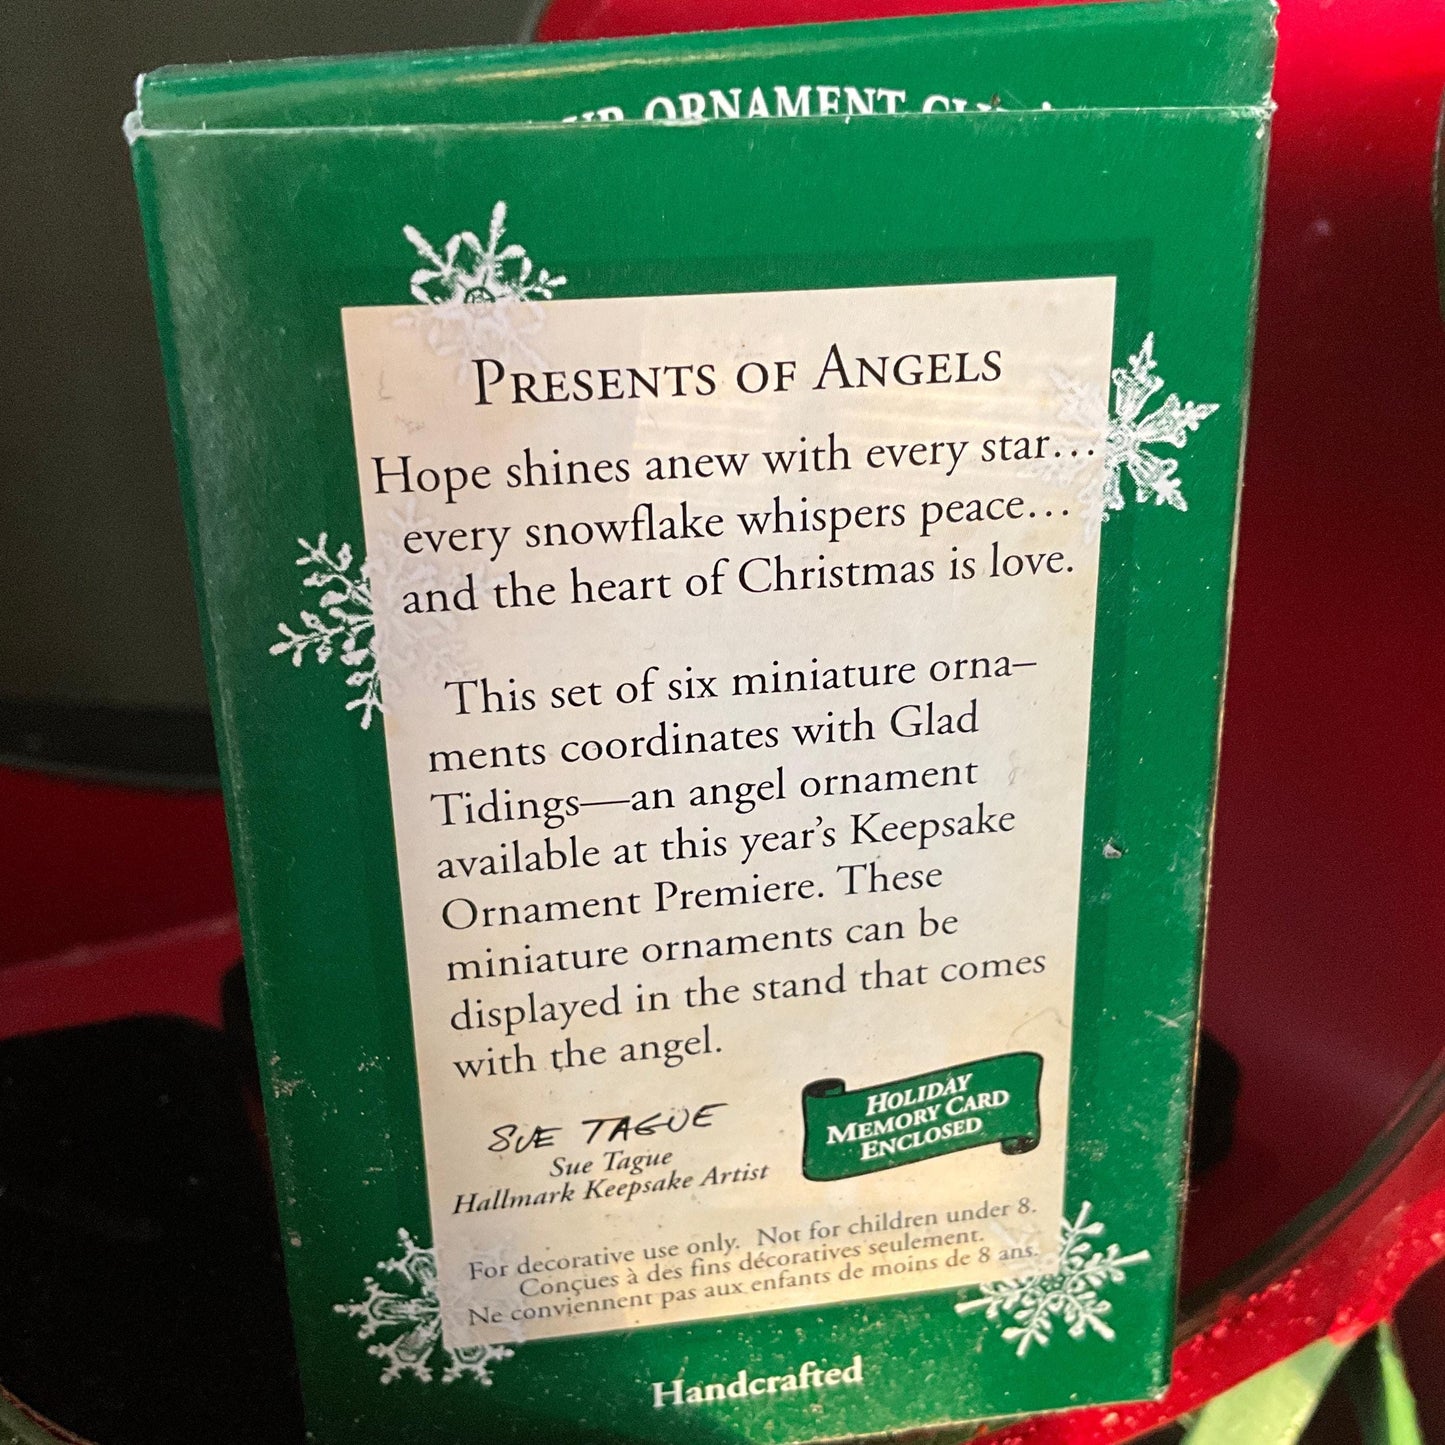 ORNAMENT
PRESENTS OF ANGELS
Hope shines anew with every star...
every snowflake whispers peace...
and the heart of Christmas is love.
This set of six miniature orna–
ments coordinates with Glad
Tidings—an angel ornament
available at this year's Keepsake
Ornament Premiere. These
miniature ornaments can be
displayed in the stand that comes
with the angel.
SUE TAGUE
Sue Tague
Hallmark Keepsake Artist
HOLIDAY
MEMORY CARD
ENCLOSED
For decorative use only. Not for children under 8.
Conçues à des fins décoratives seulement.
Ne conviennent pas aux enfants de moins de 8 ans.
Handcrafted